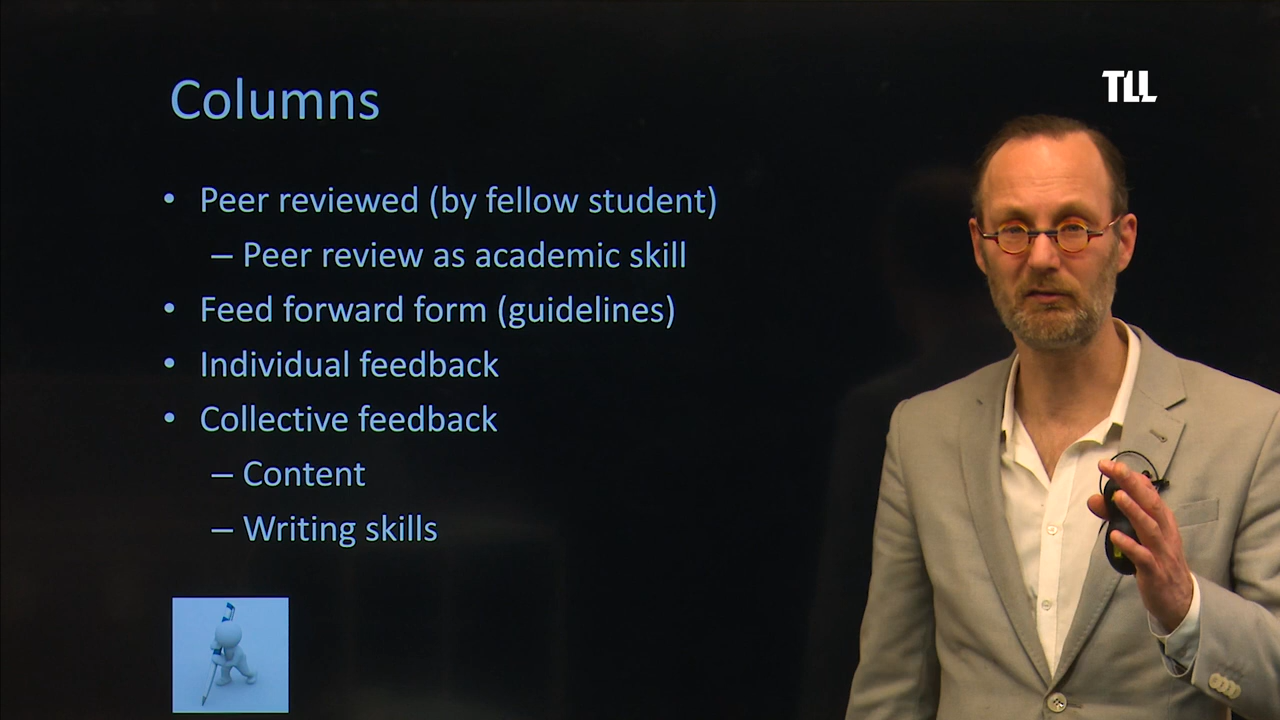 Columns
TLL
• Peer reviewed (by fellow student)
– Peer review as academic skill
• Feed forward form (guidelines)
• Individual feedback
• Collective feedback
– Content
– Writing skills